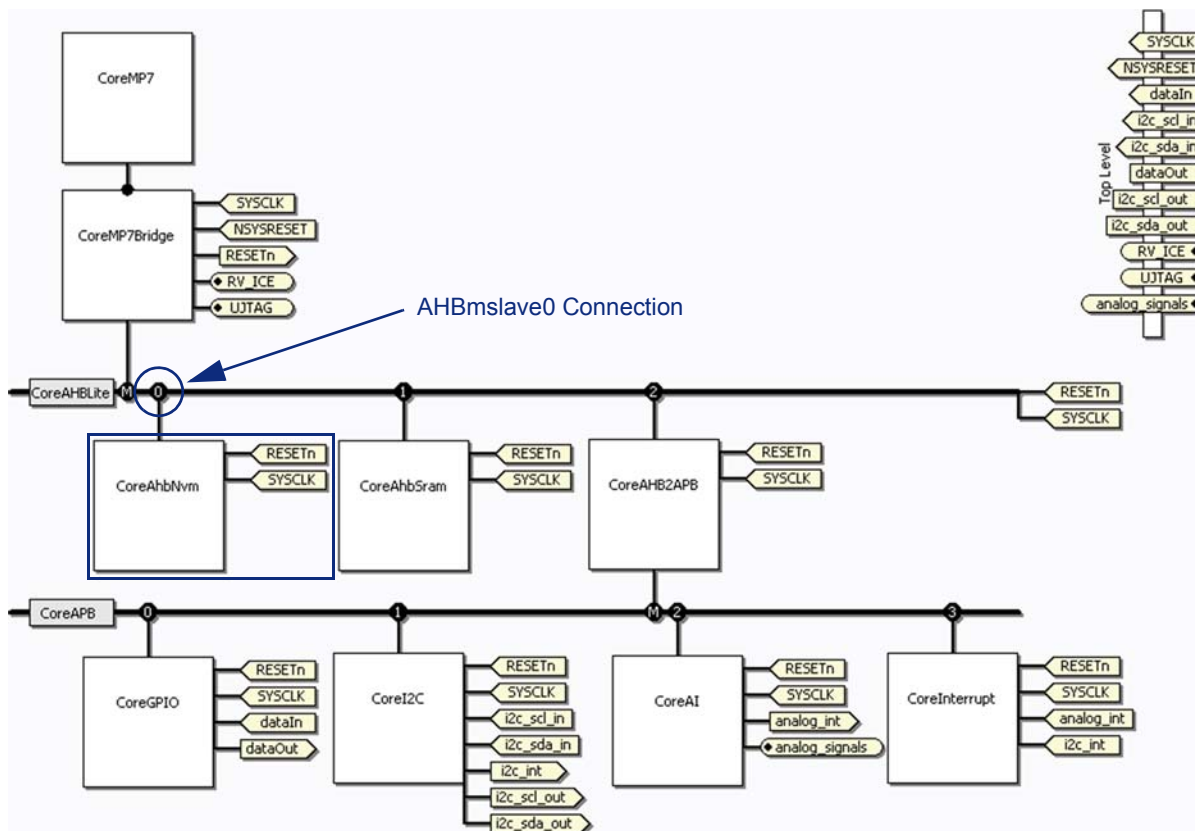 CoreMP7
CoreMP7Bridge
SYSCLK
NSYSRESET
RESETn
RV_ICE
UJTAG
Top Level
SYSCLK
NSYSRESET
dataIn
i2c_scl_in
i2c_sda_in
dataOut
i2c_scl_out
i2c_sda_out
RV_ICE
UJTAG
analog_signals
AHBmslave0 Connection
CoreAHBLite
M
0
1
2
RESETn
SYSCLK
CoreAhbNvm
RESETn
SYSCLK
CoreAhbSram
RESETn
SYSCLK
CoreAHB2APB
RESETn
SYSCLK
CoreAPB
0
1
M
2
3
CoreGPIO
RESETn
SYSCLK
dataIn
dataOut
CoreI2C
RESETn
SYSCLK
i2c_scl_in
i2c_sda_in
i2c_int
i2c_scl_out
i2c_sda_out
CoreAI
RESETn
SYSCLK
analog_int
analog_signals
CoreInterrupt
RESETn
SYSCLK
analog_int
i2c_int